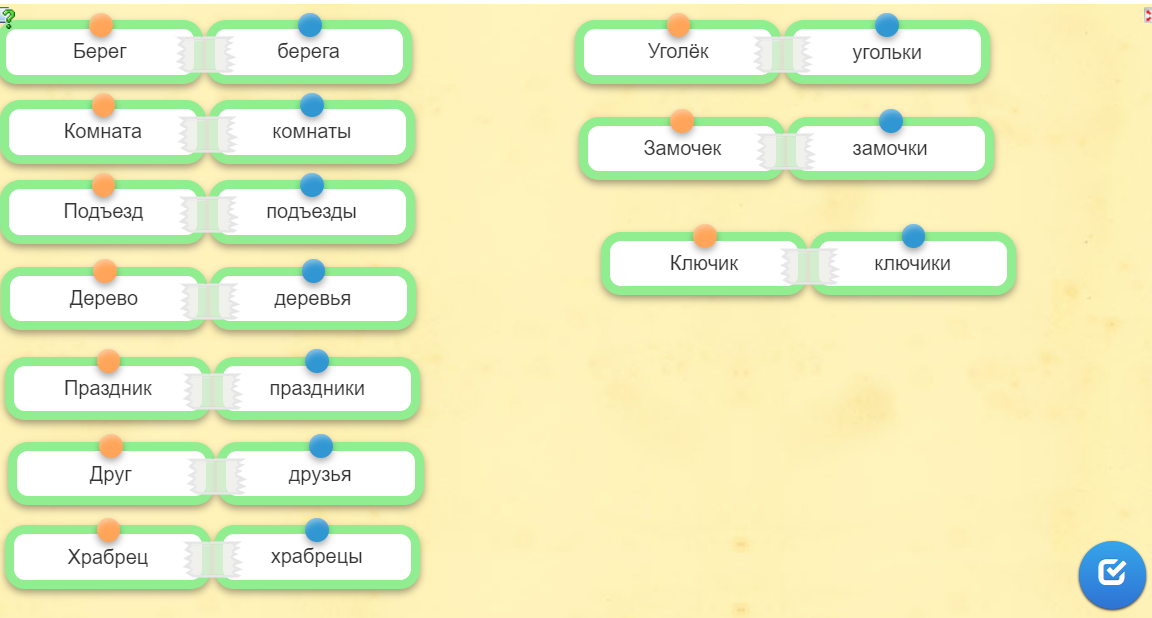 Берег берега
Комната комнаты
Подъезд подъезды
Дерево деревья
Праздник праздники
Друг друзья
Храбрец храбрецы
Уголёк угольки
Замочек замочки
Ключик ключики